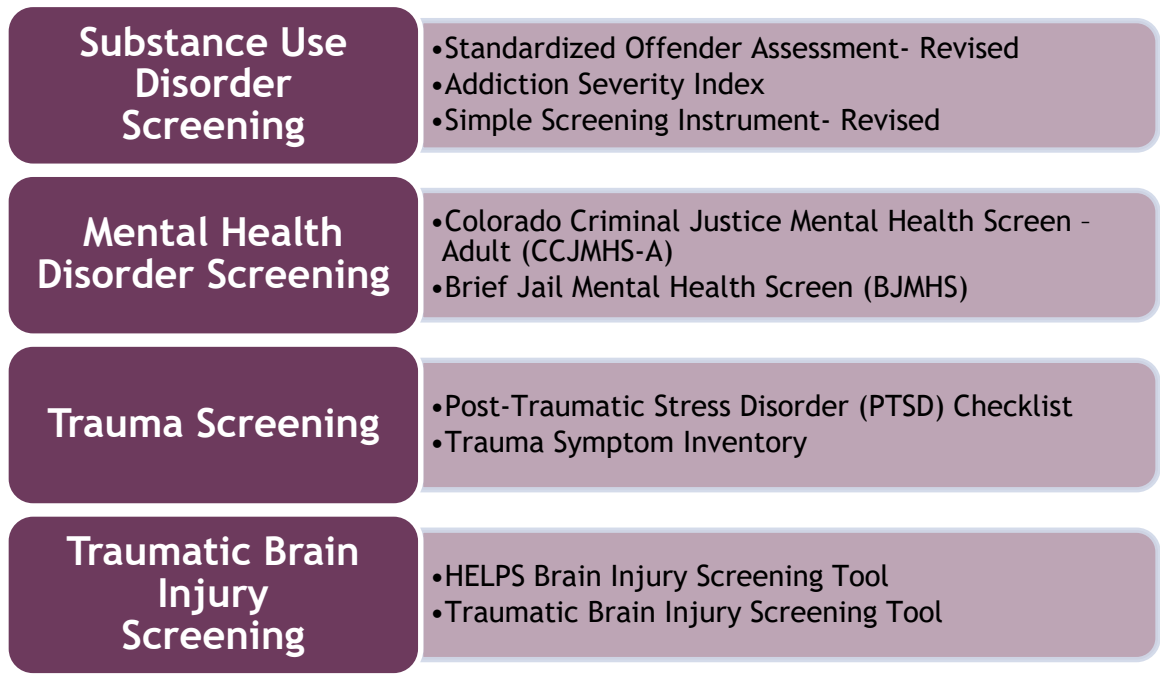 Substance Use
Disorder
Screening
•Standardized Offender Assessment- Revised
•Addiction Severity Index
•Simple Screening Instrument- Revised
Mental Health
Disorder Screening
•Colorado Criminal Justice Mental Health Screen –
Adult (CCJMHS-A)
•Brief Jail Mental Health Screen (BJMHS)
Trauma Screening
•Post-Traumatic Stress Disorder (PTSD) Checklist
•Trauma Symptom Inventory
Traumatic Brain
Injury
Screening
•HELPS Brain Injury Screening Tool
•Traumatic Brain Injury Screening Tool